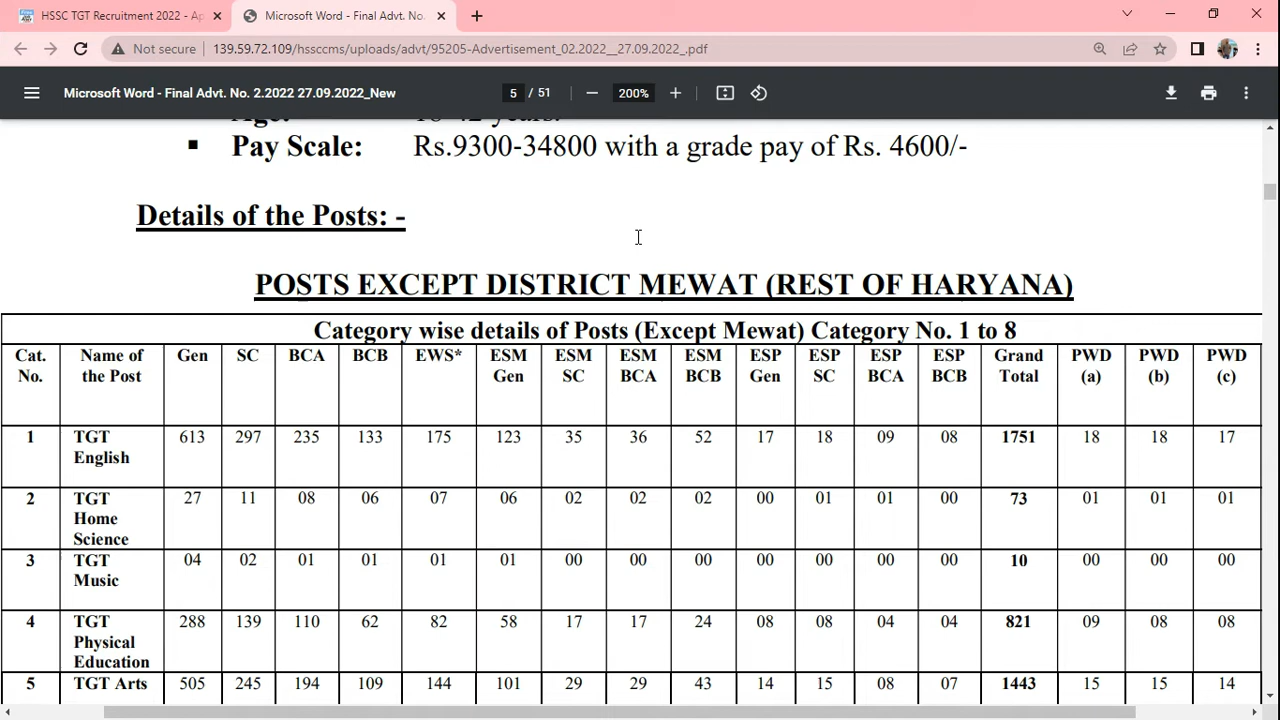 HSSC TGT Recruitment 2022 - Ap
Microsoft Word - Final Advt. No.
Not secure 139.59.72.109/hssccms/uploads/advt/95205-Advertisement_02.2022__27.09.2022_.pdf
Microsoft Word - Final Advt. No. 2.2022 27.09.2022_New 5 / 51 200%
Pay Scale: Rs.9300-34800 with a grade pay of Rs. 4600/-
Details of the Posts: -
POSTS EXCEPT DISTRICT MEWAT (REST OF HARYANA)
Category wise details of Posts (Except Mewat) Category No. 1 to 8
Cat. Name of Gen SC BCA BCB EWS* ESM ESM ESM ESM ESP ESP ESP ESP Grand PWD PWD PWD
No. the Post Gen SC BCA BCB Gen SC BCA BCB Total (a) (b) (c)
1 TGT 613 297 235 133 175 123 35 36 52 17 18 09 08 1751 18 18 17
English
2 TGT 27 11 08 06 07 06 02 02 02 00 01 01 00 73 01 01 01
Home
Science
3 TGT 04 02 01 01 01 01 00 00 00 00 00 00 00 10 00 00 00
Music
4 TGT 288 139 110 62 82 58 17 17 24 08 08 04 04 821 09 08 08
Physical
Education
5 TGT Arts 505 245 194 109 144 101 29 29 43 14 15 08 07 1443 15 15 14